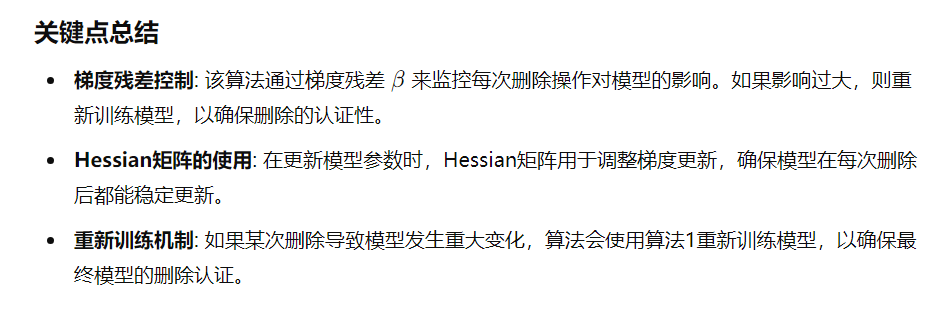 关键点总结
梯度残差控制: 该算法通过梯度残差 β 来监控每次删除操作对模型的影响。如果影响过大，则重
新训练模型，以确保删除的认证性。
Hessian矩阵的使用: 在更新模型参数时，Hessian矩阵用于调整梯度更新，确保模型在每次删除
后都能稳定更新。
重新训练机制: 如果某次删除导致模型发生重大变化，算法会使用算法1重新训练模型，以确保最
终模型的删除认证。